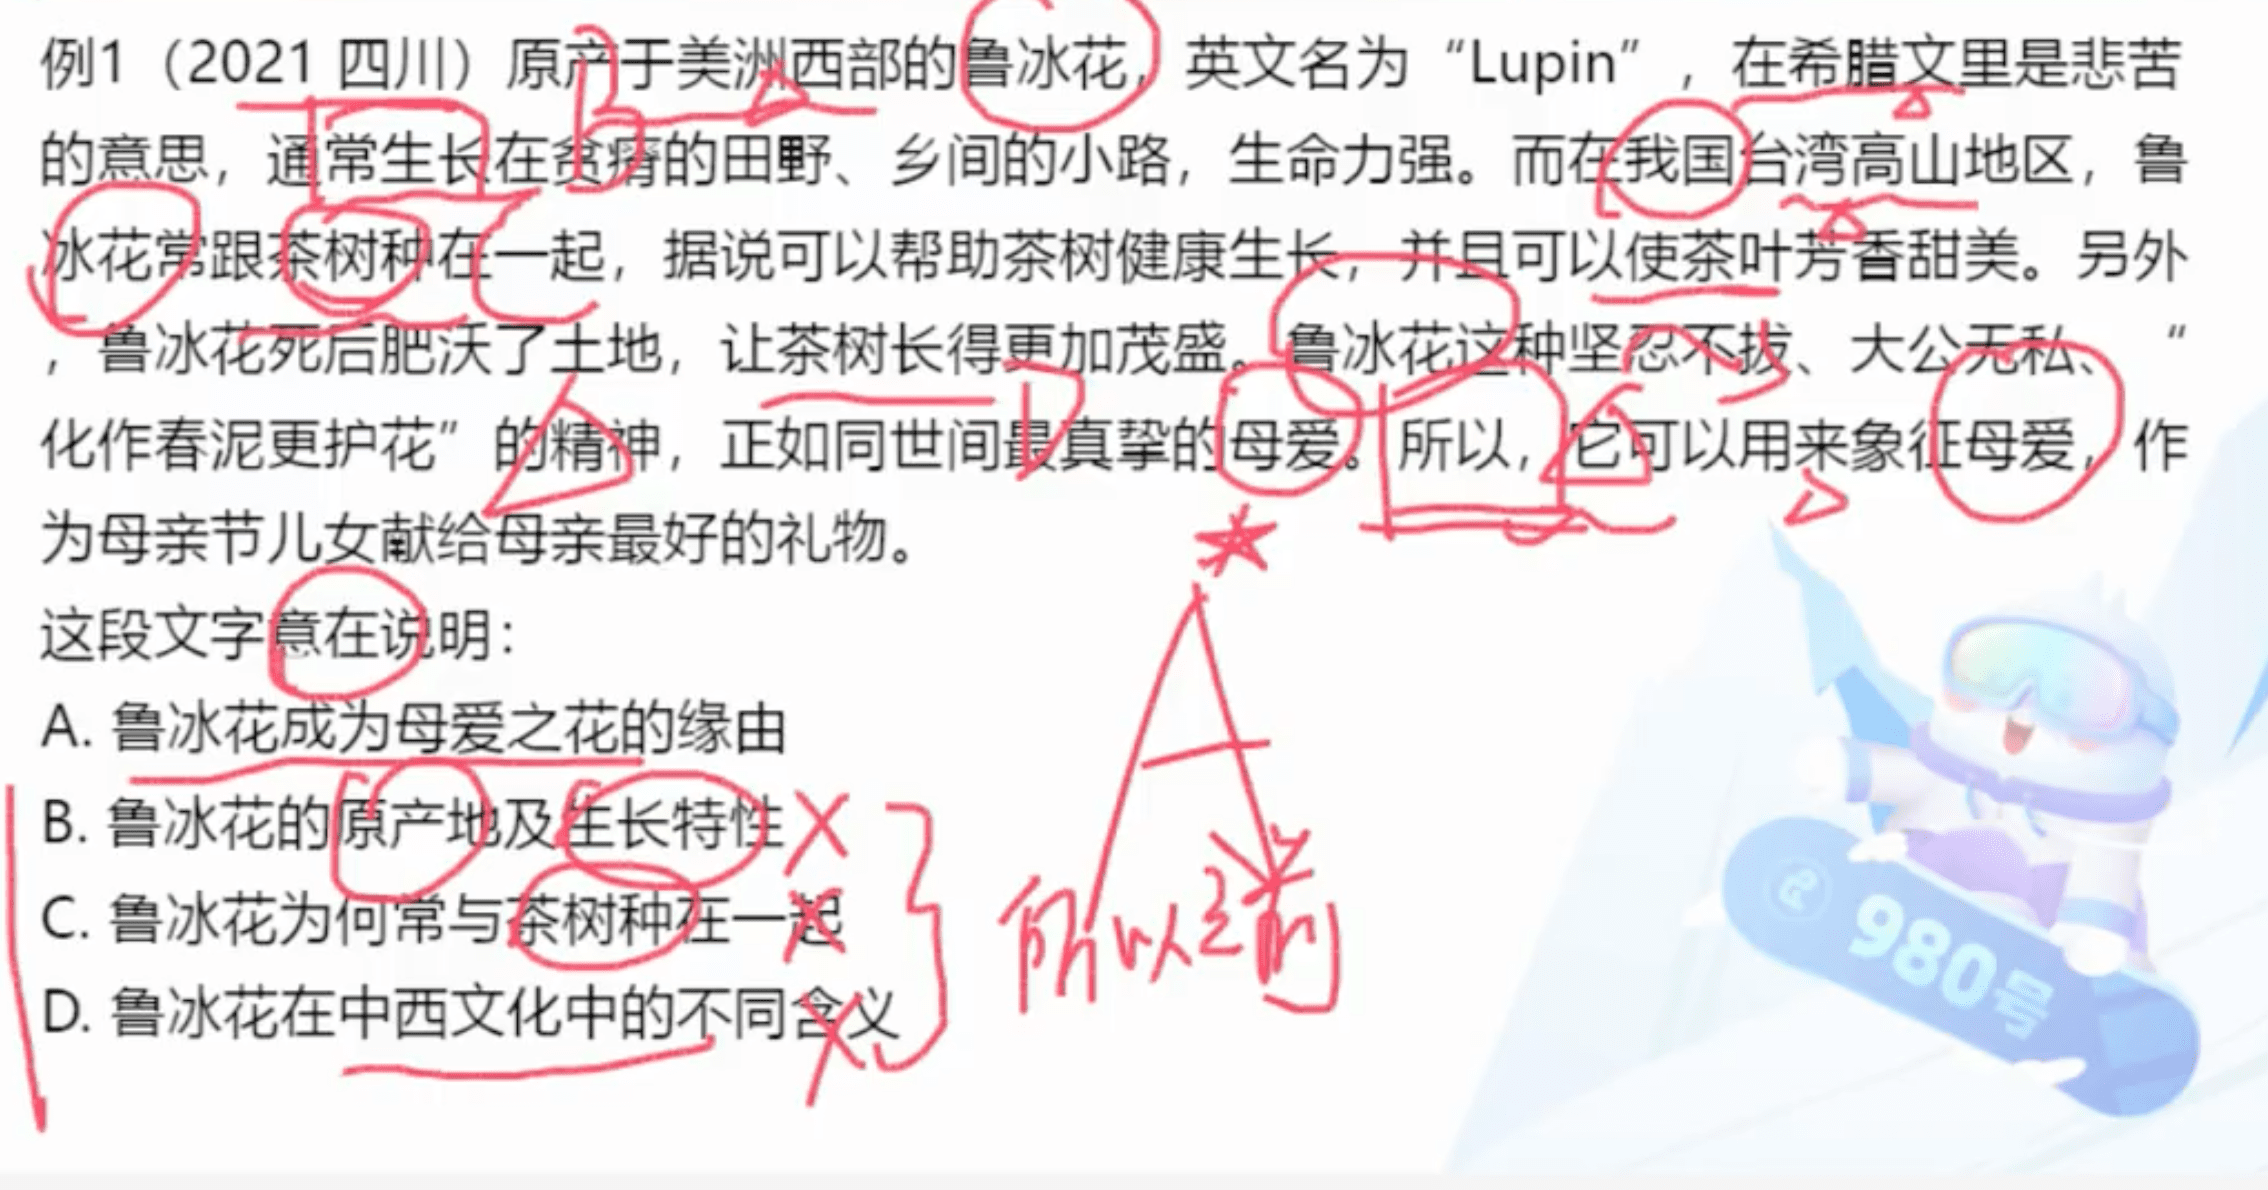 例1（2021 四川）原产于美洲西部的鲁冰花，英文名为“Lupin”，在希腊文里是悲苦
的意思，通常生长在贫瘠的田野、乡间的小路，生命力强。而在我国台湾高山地区，鲁
冰花常跟茶树种在一起，据说可以帮助茶树健康生长，并且可以使茶叶芳香甜美。另外
，鲁冰花死后肥沃了土地，让茶树长得更加茂盛。鲁冰花这种坚忍不拔、大公无私、“
化作春泥更护花”的精神，正如同世间最真挚的母爱。所以，它可以用来象征母爱，作
为母亲节儿女献给母亲最好的礼物。
这段文字意在说明：
A. 鲁冰花成为母爱之花的缘由
B. 鲁冰花的原产地及生长特性
C. 鲁冰花为何常与茶树种在一起
D. 鲁冰花在中西文化中的不同含义
B
C
D
A
所以之前
980号